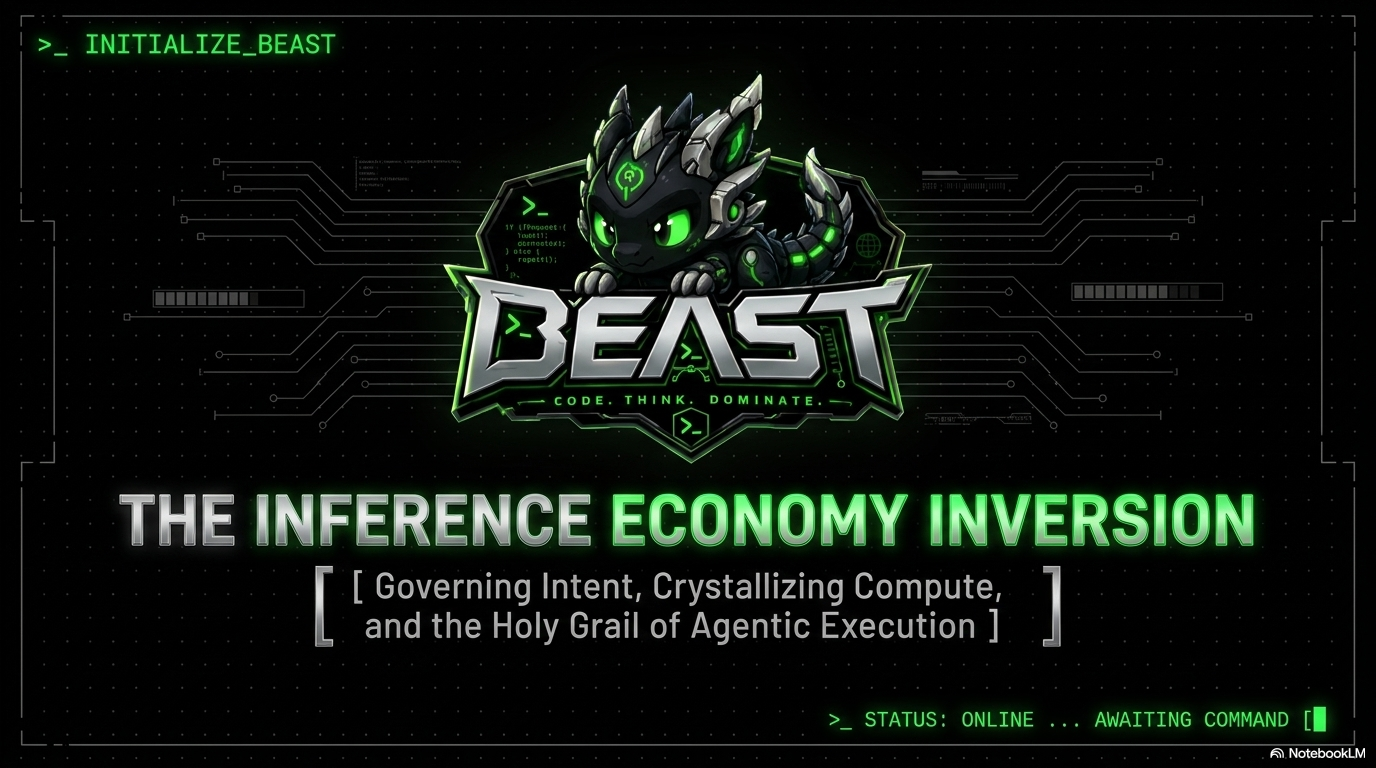 >_ INITIALIZE_BEAST
>_
BEAST
>_
>_
CODE. THINK. DOMINATE.
>_
THE INFERENCE ECONOMY INVERSION
[ Governing Intent, Crystallizing Compute,
and the Holy Grail of Agentic Execution ]
>_ STATUS: ONLINE ... AWAITING COMMAND [
NotebookLM